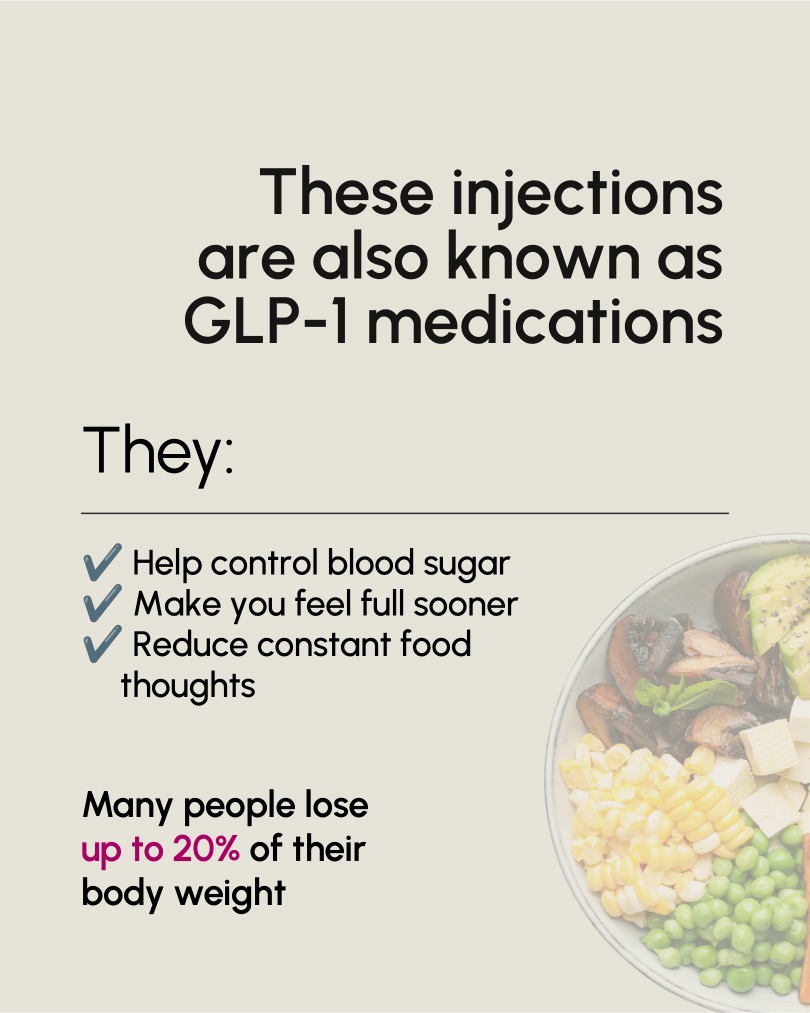 These injections
are also known as
GLP-1 medications
They:
✔ Help control blood sugar
✔ Make you feel full sooner
✔ Reduce constant food
thoughts
Many people lose
up to 20% of their
body weight